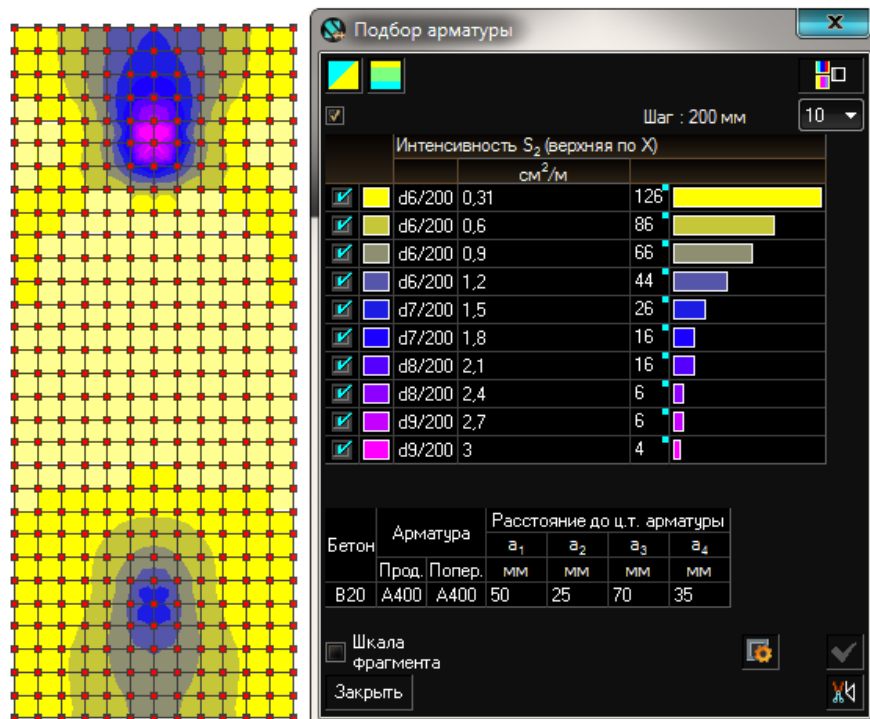 Подбор арматуры
x
Шаг : 200 мм
10
Интенсивность S2 (верхняя по X)
см2/м
d6/200 0,31 126
d6/200 0,6 86
d6/200 0,9 66
d6/200 1,2 44
d7/200 1,5 26
d7/200 1,8 16
d8/200 2,1 16
d8/200 2,4 6
d9/200 2,7 6
d9/200 3 4
Бетон Арматура Расстояние до ц.т. арматуры
a1 a2 a3 a4
Прод. Попер. мм мм мм мм
B20 A400 A400 50 25 70 35
Шкала
фрагмента
Закрыть